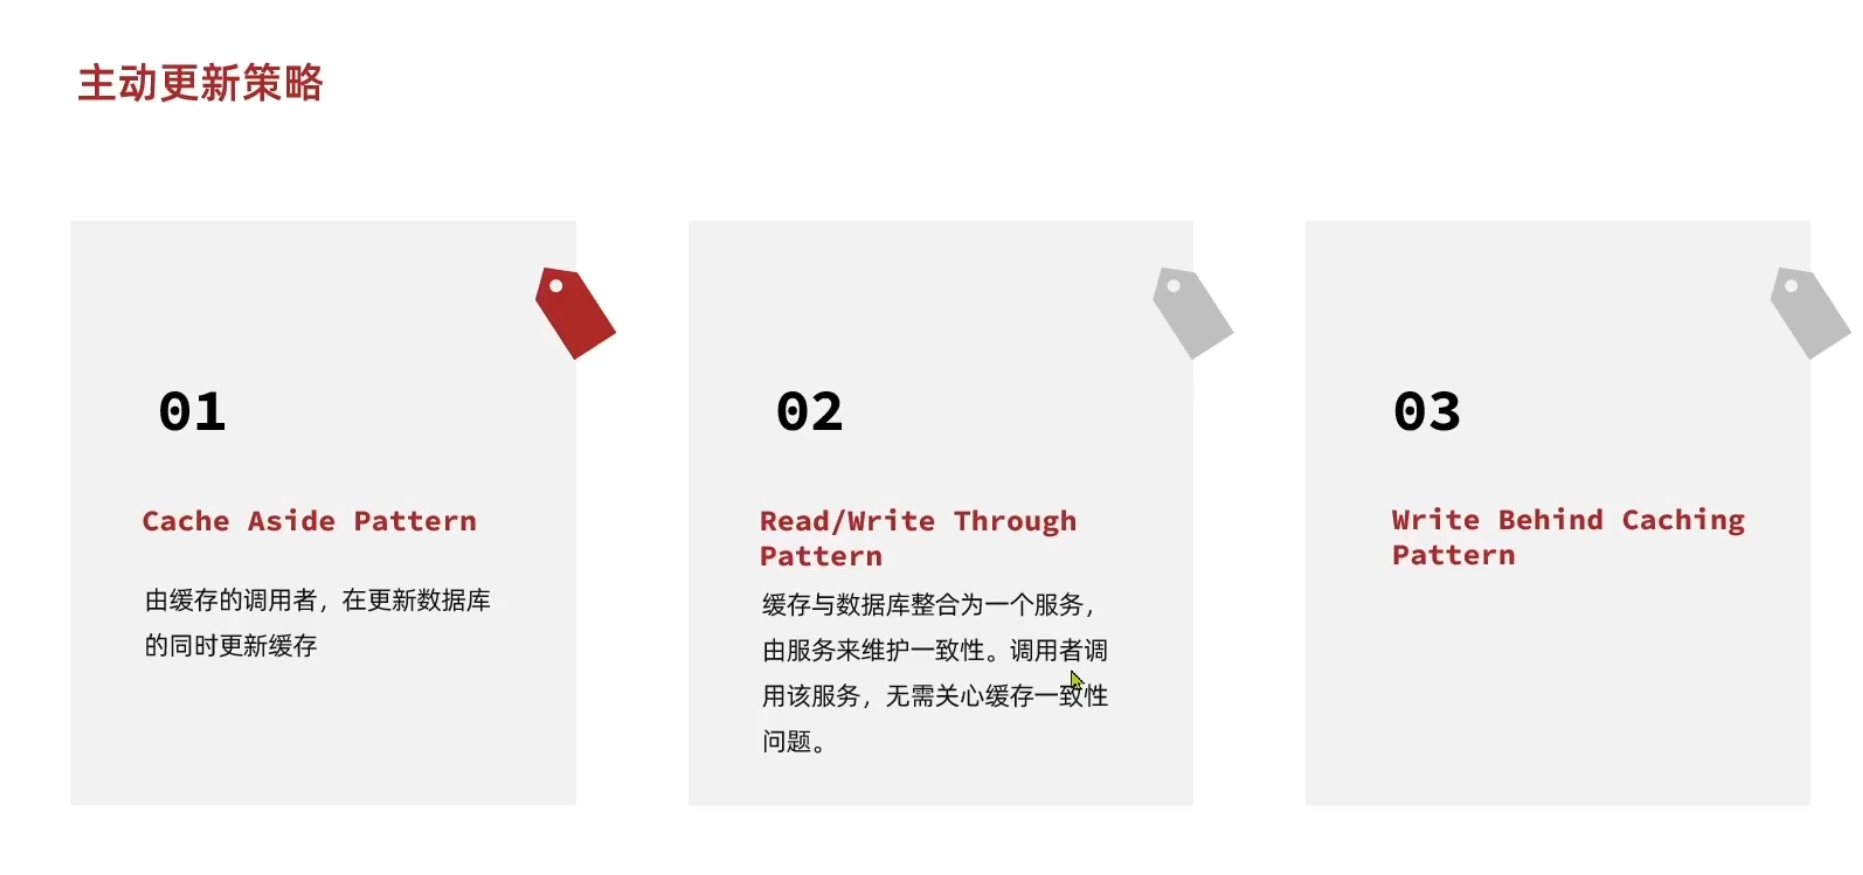 主动更新策略
01
Cache Aside Pattern
由缓存的调用者，在更新数据库
的同时更新缓存
02
Read/Write Through
Pattern
缓存与数据库整合为一个服务，
由服务来维护一致性。调用者调
用该服务，无需关心缓存一致性
问题。
03
Write Behind Caching
Pattern